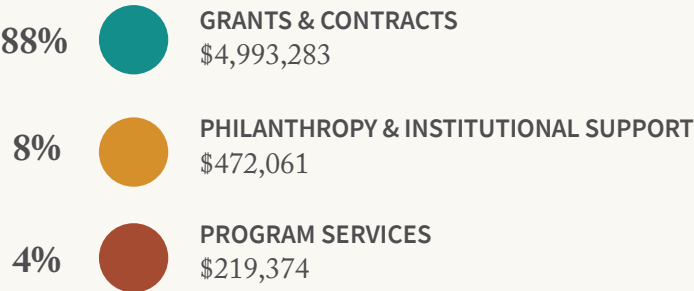 88%
GRANTS & CONTRACTS
$4,993,283
8%
PHILANTHROPY & INSTITUTIONAL SUPPORT
$472,061
4%
PROGRAM SERVICES
$219,374